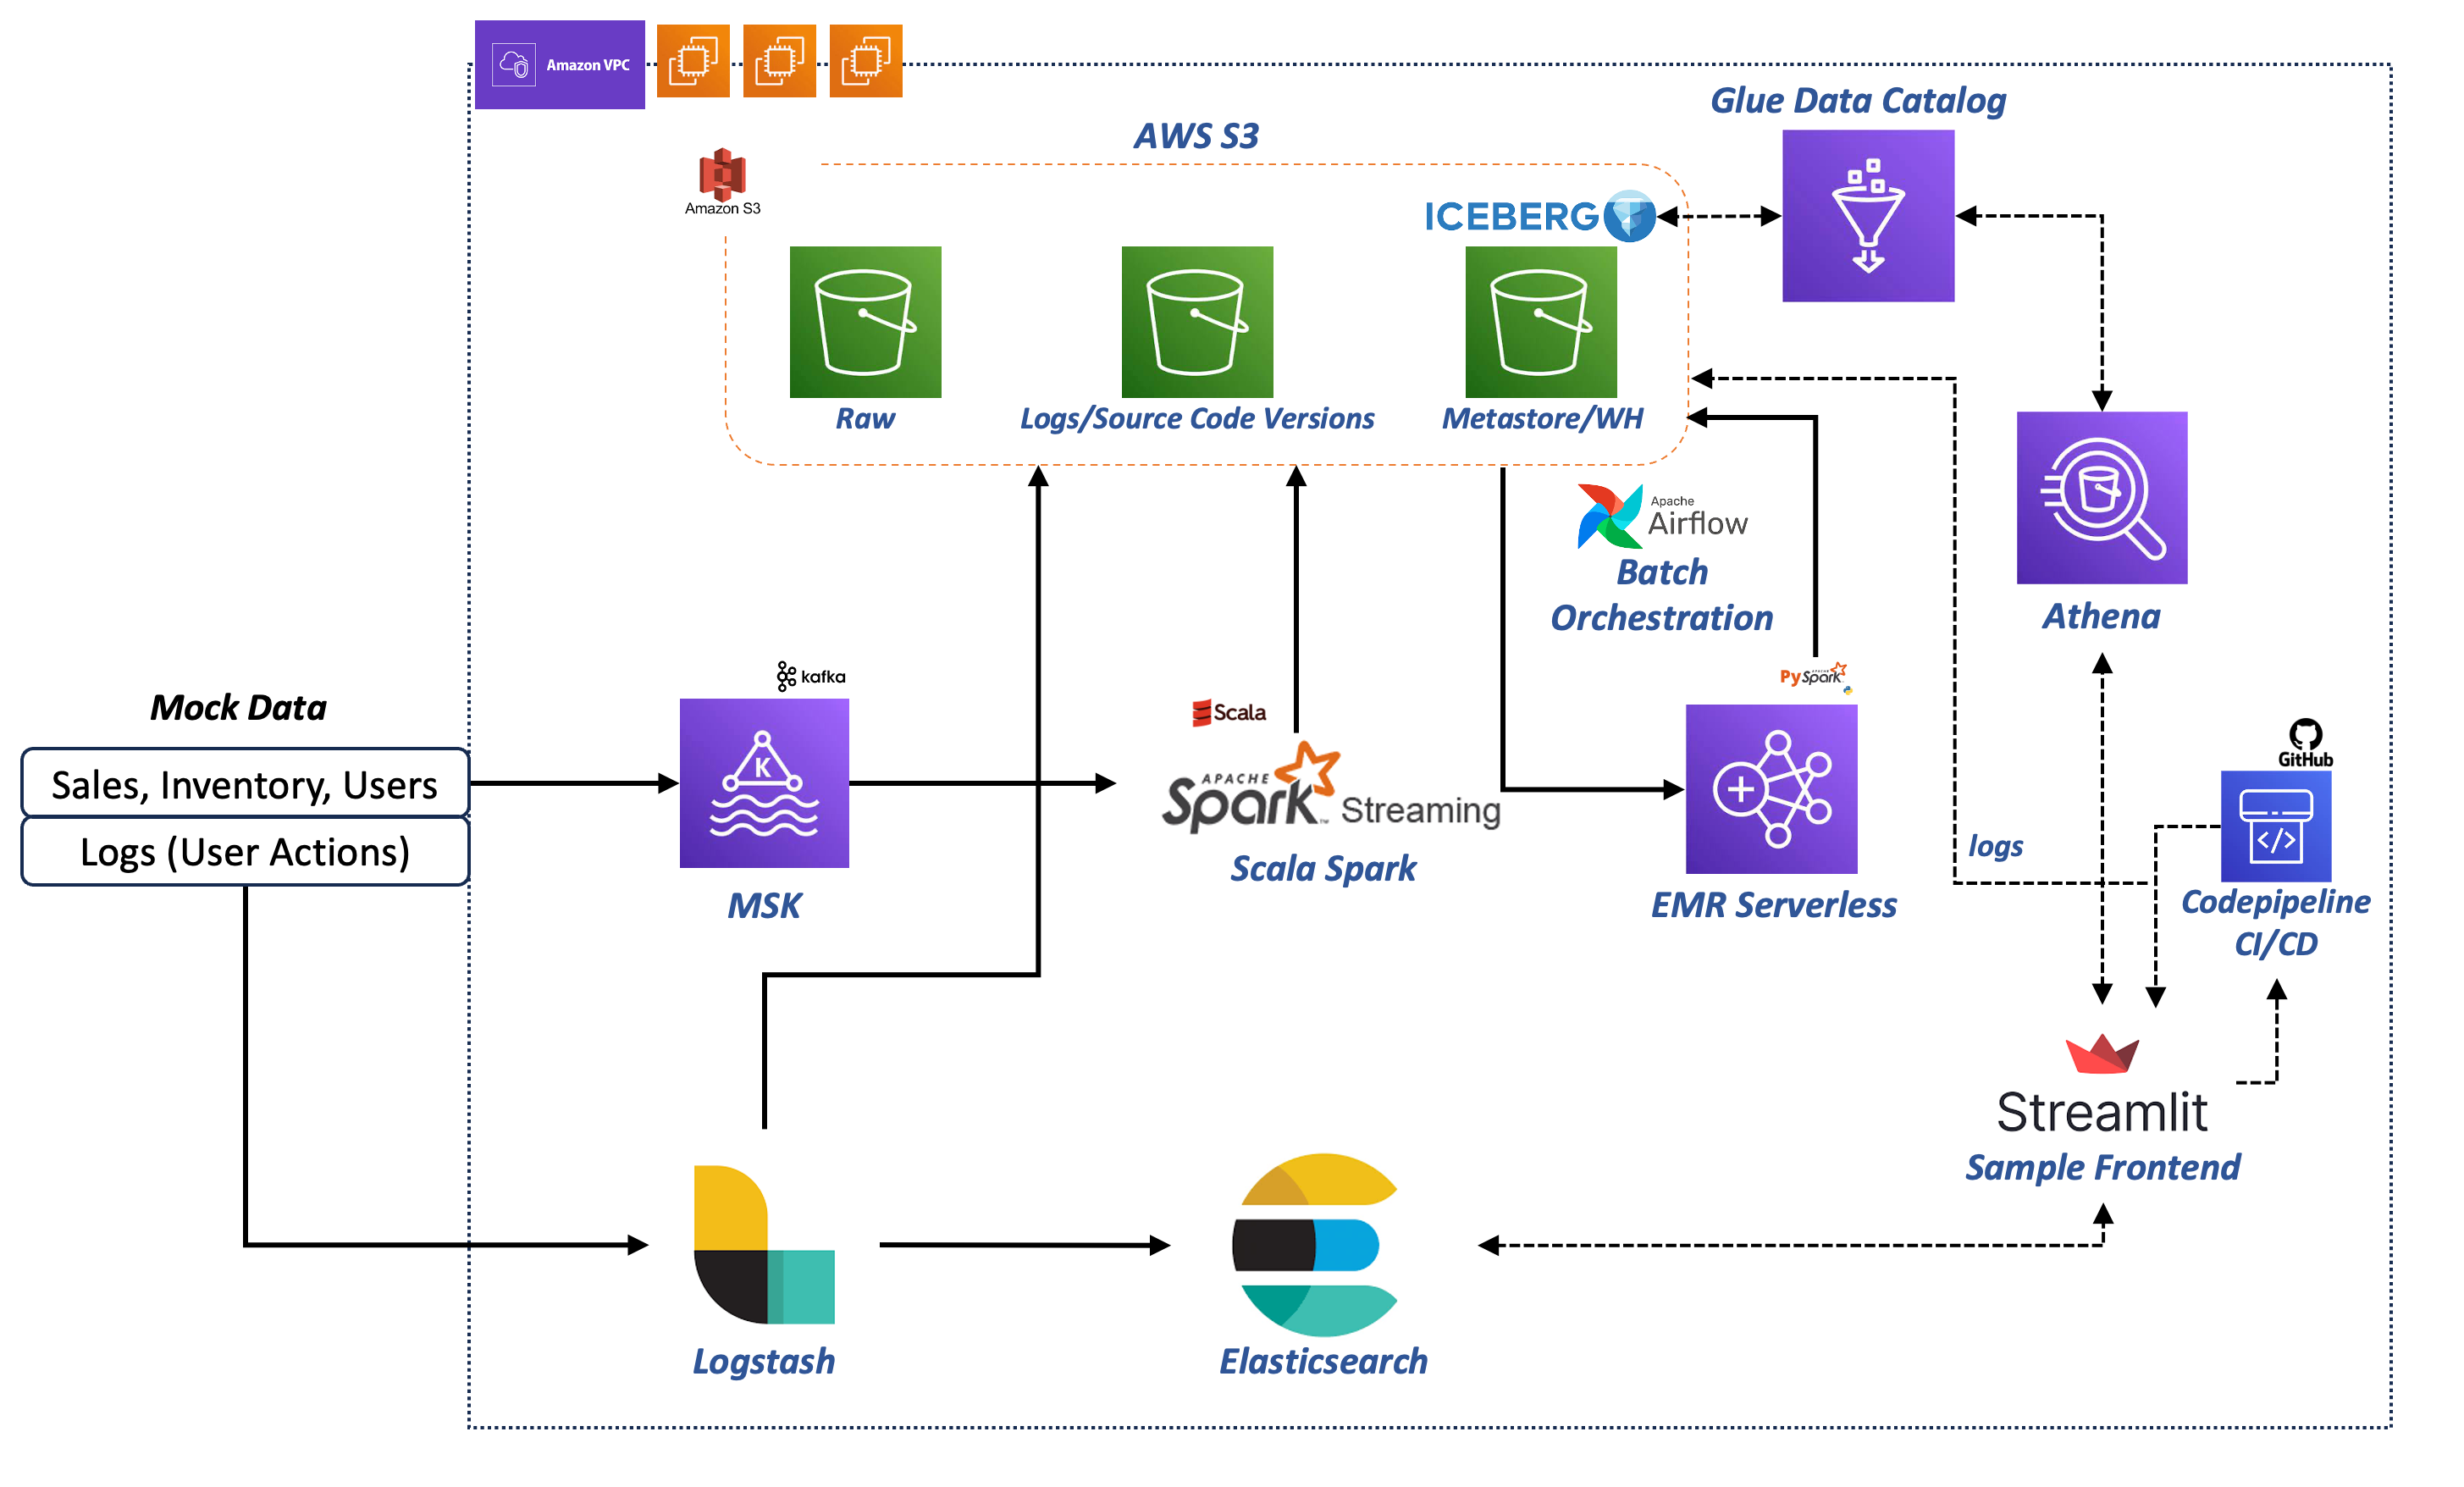 Amazon VPC
Glue Data Catalog
AWS S3
Amazon S3
ICEBERG
Raw
Logs/Source Code Versions
Metastore/WH
Apache
Airflow
Batch
Orchestration
Athena
kafka
PySpark
APACHE
Mock Data
Scala
GitHub
Sales, Inventory, Users
K
APACHE
Spark Streaming
TM
Logs (User Actions)
logs
</>
MSK
Scala Spark
EMR Serverless
Codepipeline
CI/CD
Streamlit
Sample Frontend
Logstash
Elasticsearch